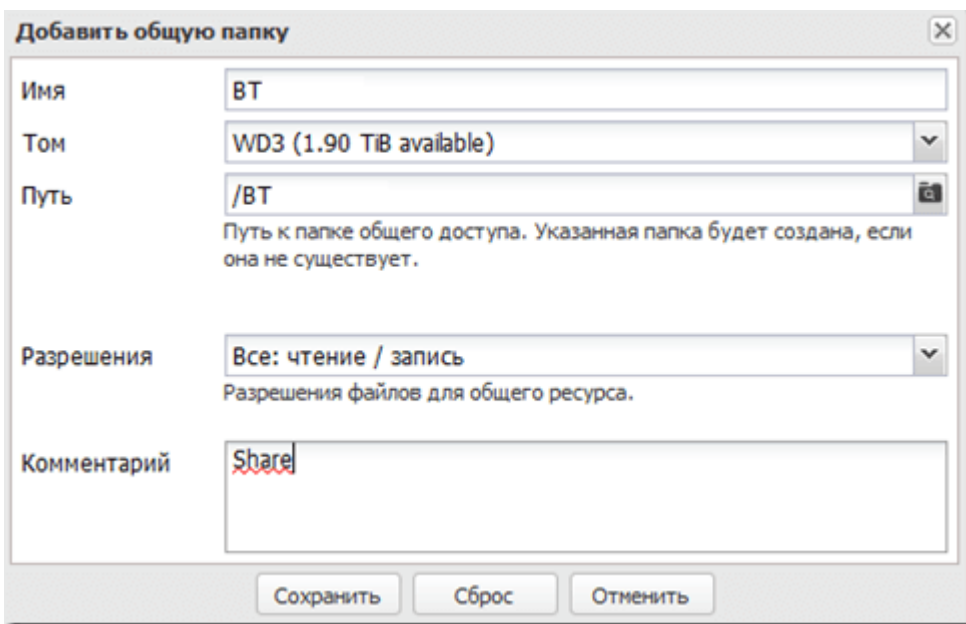 Добавить общую папку
Имя
BT
Том
WD3 (1.90 TiB available)
Путь
/BT
Путь к папке общего доступа. Указанная папка будет создана, если
она не существует.
Разрешения
Все: чтение / запись
Разрешения файлов для общего ресурса.
Комментарий
Share
Сохранить
Сброс
Отменить